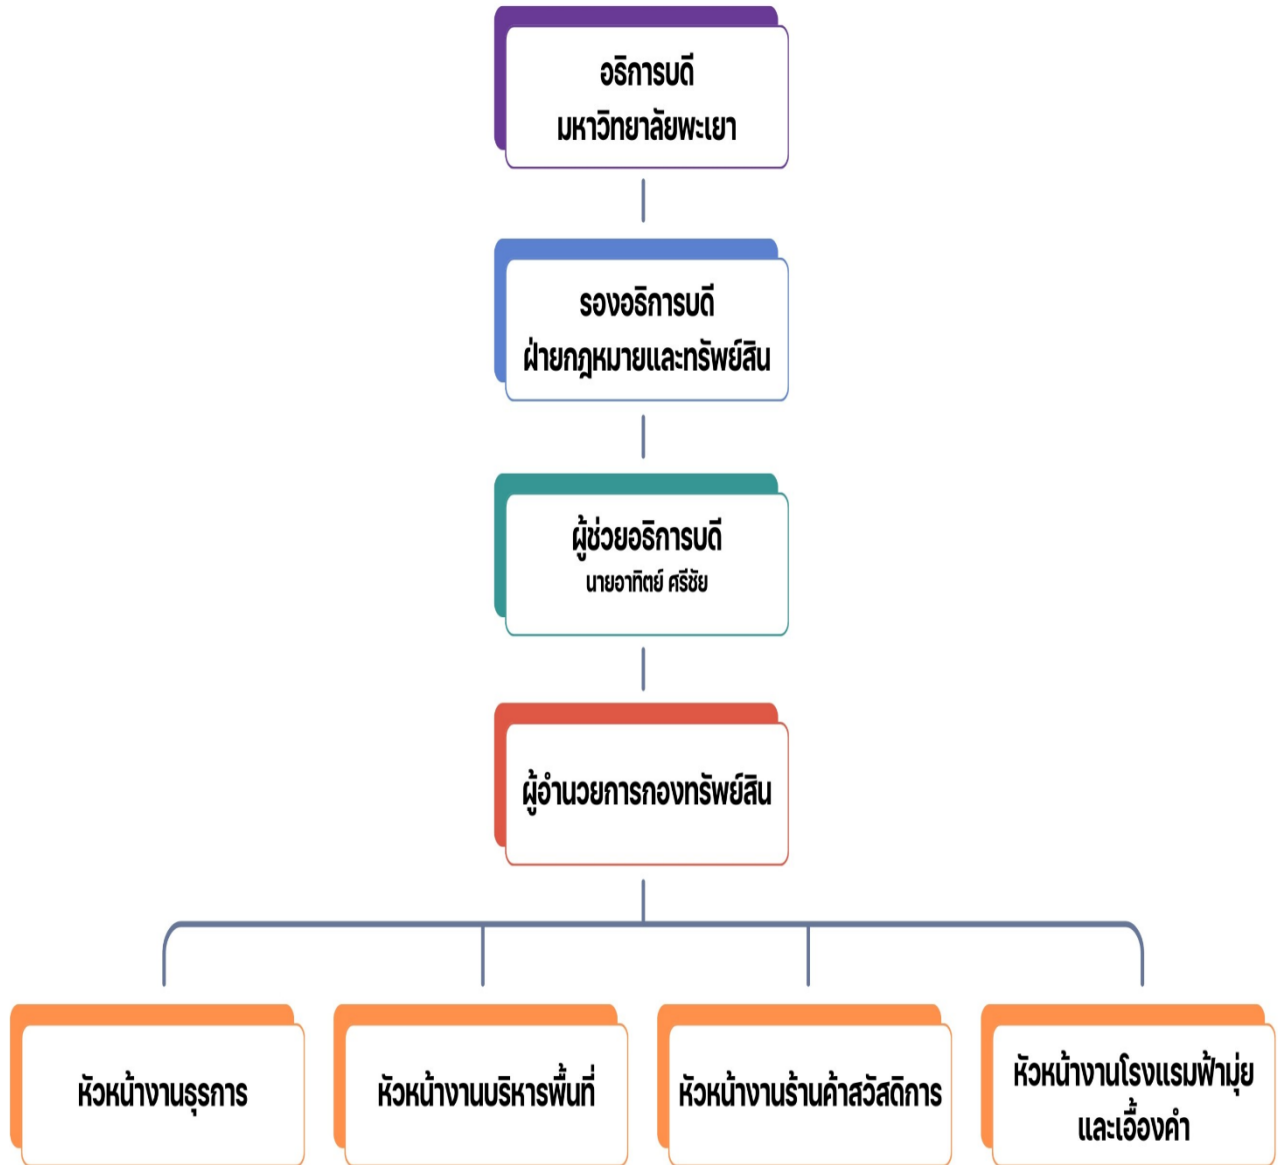 อธิการบดี
มหาวิทยาลัยพะเยา
รองอธิการบดี
ฝ่ายกฎหมายและทรัพย์สิน
ผู้ช่วยอธิการบดี
นายอาทิตย์ ศรีชัย
ผู้อำนวยการกองทรัพย์สิน
หัวหน้างานธุรการ
หัวหน้างานบริหารพื้นที่
หัวหน้างานร้านค้าสวัสดิการ
หัวหน้างานโรงแรมฟ้ามุ่ย
และเอื้องคำ